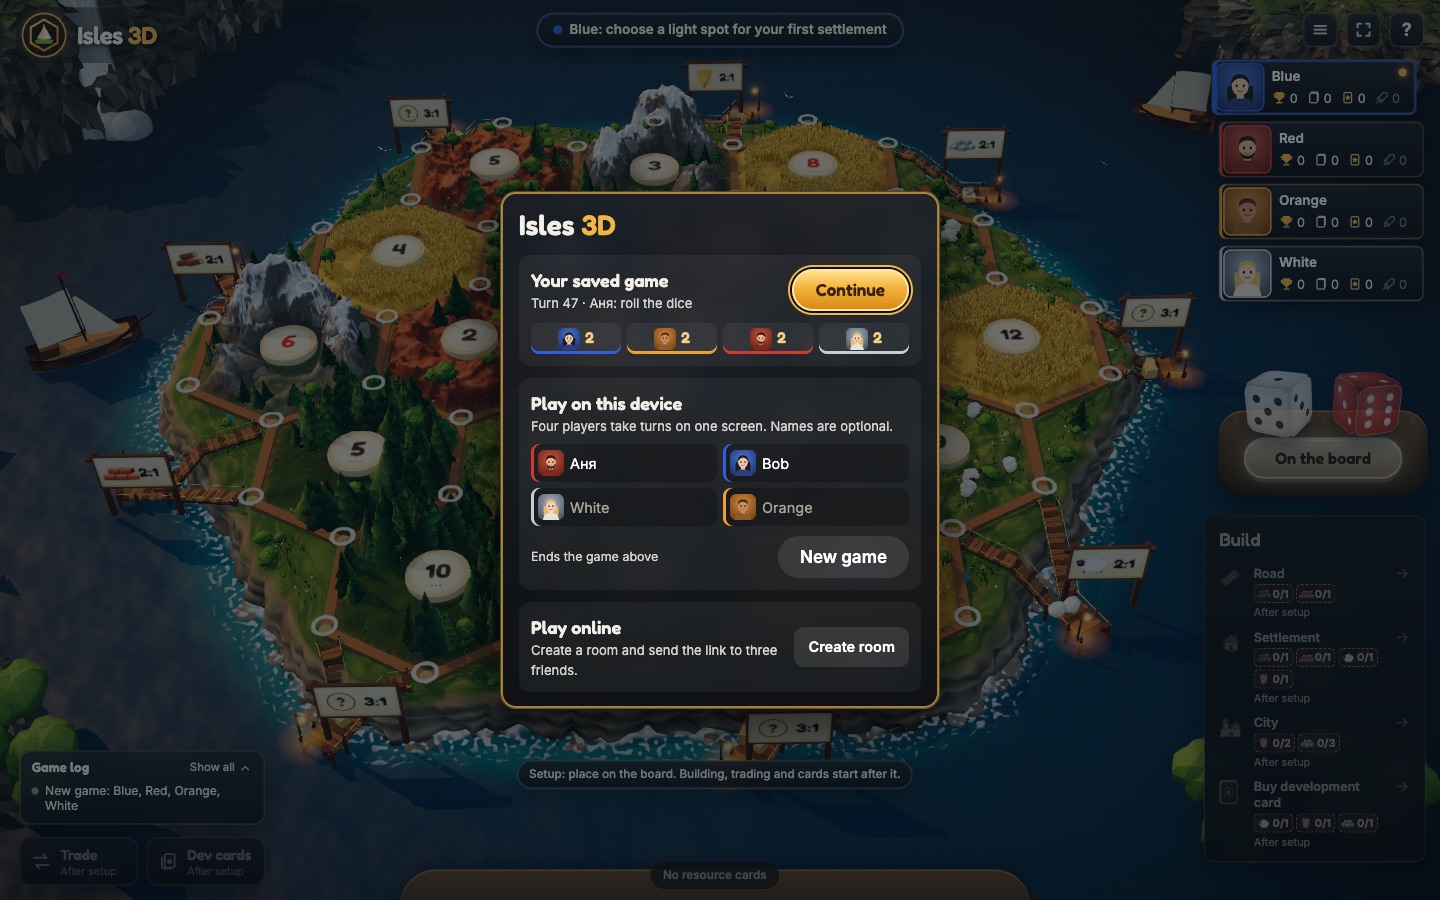 Isles 3D
Blue: choose a light spot for your first settlement
?
Blue
0 0 0 0
Red
0 0 0 0
Orange
0 0 0 0
White
0 0 0 0
2:1
? 3:1
2:1
5
3
8
4
2:1
6
2
12
? 3:1
5
2:1
10
2:1
? 3:1
? 3:1
Isles 3D
Your saved game
Continue
Turn 47 · Аня: roll the dice
2 2 2 2
Play on this device
Four players take turns on one screen. Names are optional.
Аня
Bob
White
Orange
Ends the game above
New game
Play online
Create a room and send the link to three
friends.
Create room
On the board
Build
Road
0/1 0/1
After setup
Settlement
0/1 0/1 0/1
0/1
After setup
City
0/2 0/3
After setup
Buy development
card
0/1 0/1 0/1
After setup
Game log
Show all
New game: Blue, Red, Orange,
White
Setup: place on the board. Building, trading and cards start after it.
Trade
After setup
Dev cards
After setup
No resource cards